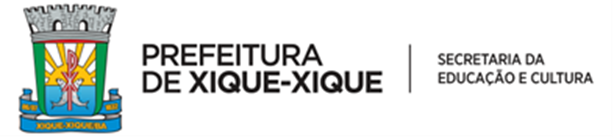 PREFEITURA
DE XIQUE-XIQUE
SECRETARIA DA
EDUCAÇÃO E CULTURA
XIQUE-XIQUE/BA